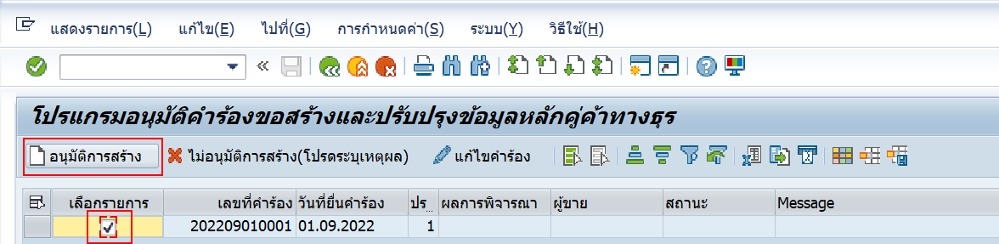 แสดงรายการ(L) แก้ไข(E) ไปที่(G) การกำหนดค่า(S) ระบบ(Y) วิธีใช้(H)
โปรแกรมอนุมัติคำร้องขอสร้างและปรับปรุงข้อมูลหลักคู่ค้าทางธุร
อนุมัติการสร้าง ไม่อนุมัติการสร้าง(โปรดระบุเหตุผล) แก้ไขคำร้อง
เลือกรายการ เลขที่คำร้อง วันที่ยื่นคำร้อง ปร... ผลการพิจารณา ผู้ขาย สถานะ Message
202209010001 01.09.2022 1